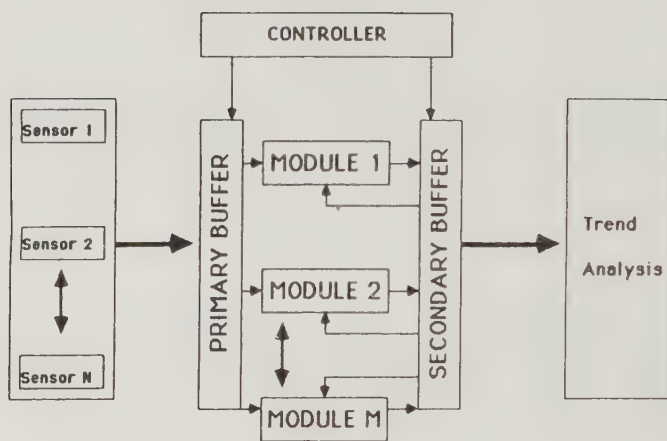 CONTROLLER
Sensor 1
Sensor 2
Sensor N
PRIMARY BUFFER
MODULE 1
MODULE 2
MODULE M
SECONDARY BUFFER
Trend
Analysis